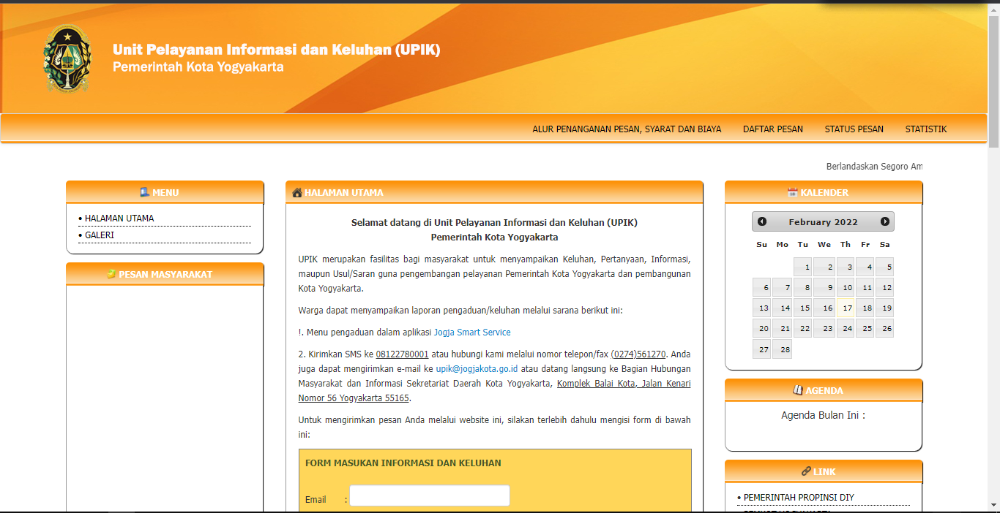 Unit Pelayanan Informasi dan Keluhan (UPIK)
Pemerintah Kota Yogyakarta
ALUR PENANGANAN PESAN, SYARAT DAN BIAYA DAFTAR PESAN STATUS PESAN STATISTIK
Berlandaskan Segoro Am
MENU
• HALAMAN UTAMA
• GALERI
PESAN MASYARAKAT
HALAMAN UTAMA
Selamat datang di Unit Pelayanan Informasi dan Keluhan (UPIK)
Pemerintah Kota Yogyakarta
UPIK merupakan fasilitas bagi masyarakat untuk menyampaikan Keluhan, Pertanyaan, Informasi,
maupun Usul/Saran guna pengembangan pelayanan Pemerintah Kota Yogyakarta dan pembangunan
Kota Yogyakarta.
Warga dapat menyampaikan laporan pengaduan/keluhan melalui sarana berikut ini:
!. Menu pengaduan dalam aplikasi Jogja Smart Service
2. Kirimkan SMS ke 08122780001 atau hubungi kami melalui nomor telepon/fax (0274)561270. Anda
juga dapat mengirimkan e-mail ke upik@jogjakota.go.id atau datang langsung ke Bagian Hubungan
Masyarakat dan Informasi Sekretariat Daerah Kota Yogyakarta, Komplek Balai Kota, Jalan Kenari
Nomor 56 Yogyakarta 55165.
Untuk mengirimkan pesan Anda melalui website ini, silakan terlebih dahulu mengisi form di bawah
ini:
FORM MASUKAN INFORMASI DAN KELUHAN
Email :
KALENDER
February 2022
Su Mo Tu We Th Fr Sa
1 2 3 4 5
6 7 8 9 10 11 12
13 14 15 16 17 18 19
20 21 22 23 24 25 26
27 28
AGENDA
Agenda Bulan Ini :
LINK
• PEMERINTAH PROPINSI DIY